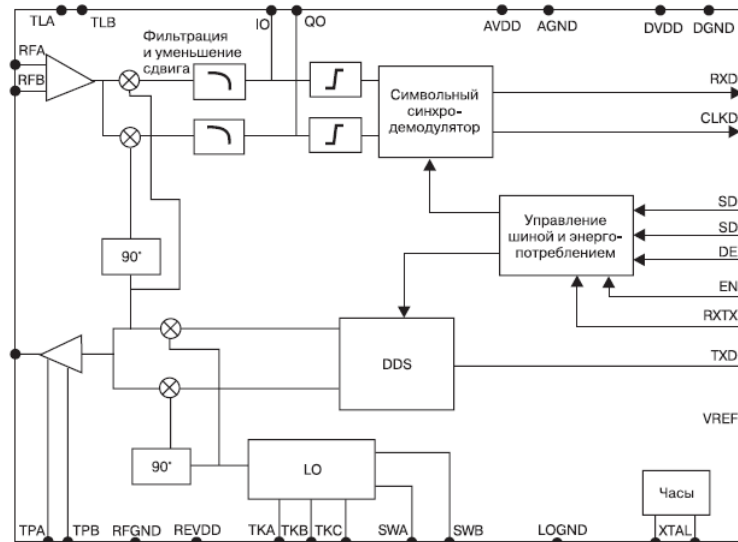 TLA TLB IO QO AVDD AGND DVDD DGND
Фильтрация
и уменьшение
сдвига
RFA
RFB
Символьный
синхро-
демодулятор
RXD
CLKD
90°
Управление
шиной и энерго-
потреблением
SD
SD
DE
EN
RXTX
DDS
TXD
VREF
90°
LO
Часы
TPA TPB RFGND REVDD TKA TKB TKC SWA SWB LOGND XTAL